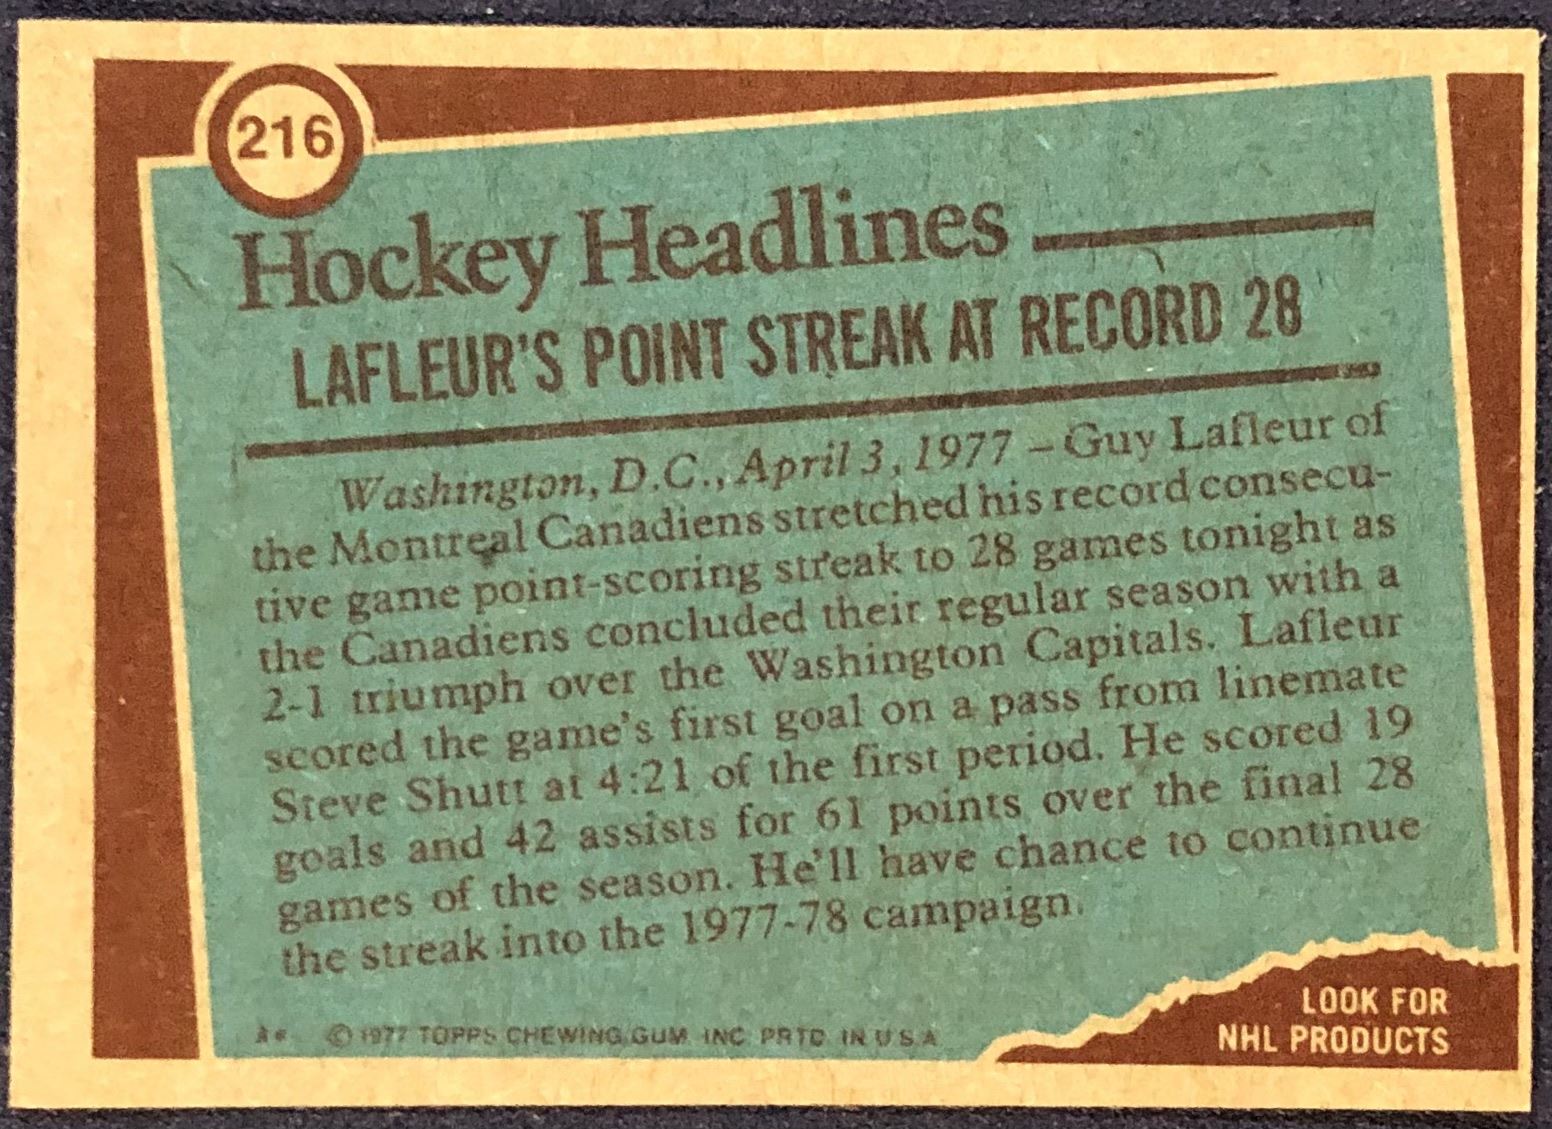 216
Hockey Headlines
LAFLEUR'S POINT STREAK AT RECORD 28
Washington, D.C., April 3, 1977 – Guy Lafleur of
the Montreal Canadiens stretched his record consecu-
tive game point-scoring streak to 28 games tonight as
the Canadiens concluded their regular season with a
2-1 triumph over the Washington Capitals. Lafleur
scored the game's first goal on a pass from linemate
Steve Shutt at 4:21 of the first period. He scored 19
goals and 42 assists for 61 points over the final 28
games of the season. He'll have chance to continue
the streak into the 1977-78 campaign.
© 1977 TOPPS CHEWING GUM INC PRTD. IN U S A
LOOK FOR
NHL PRODUCTS